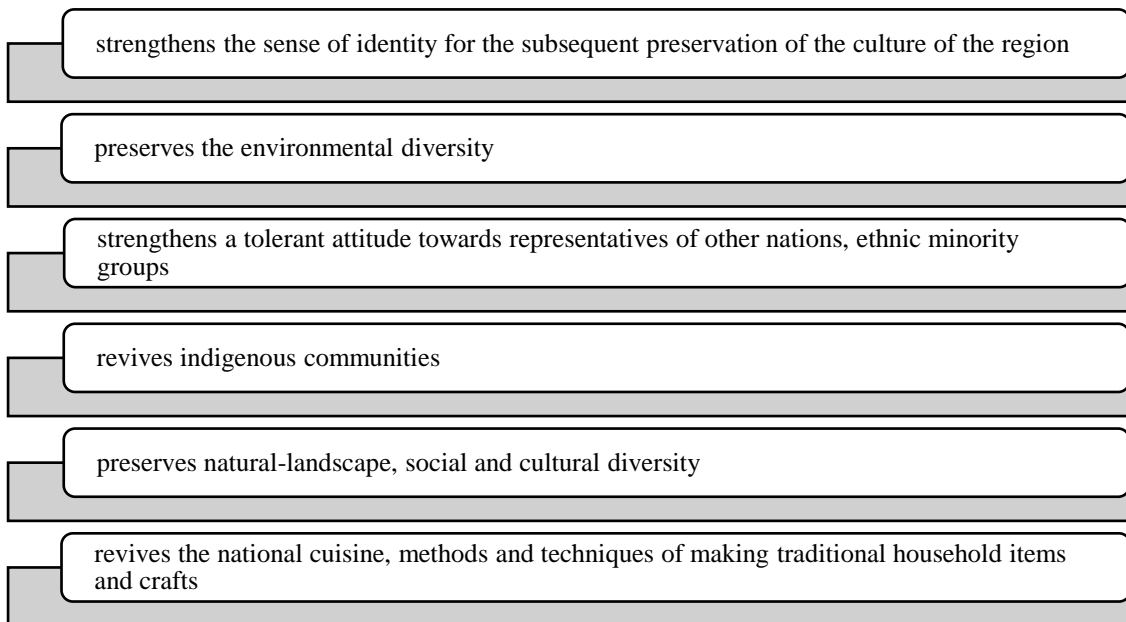 strengthens the sense of identity for the subsequent preservation of the culture of the region
preserves the environmental diversity
strengthens a tolerant attitude towards representatives of other nations, ethnic minority
groups
revives indigenous communities
preserves natural-landscape, social and cultural diversity
revives the national cuisine, methods and techniques of making traditional household items
and crafts